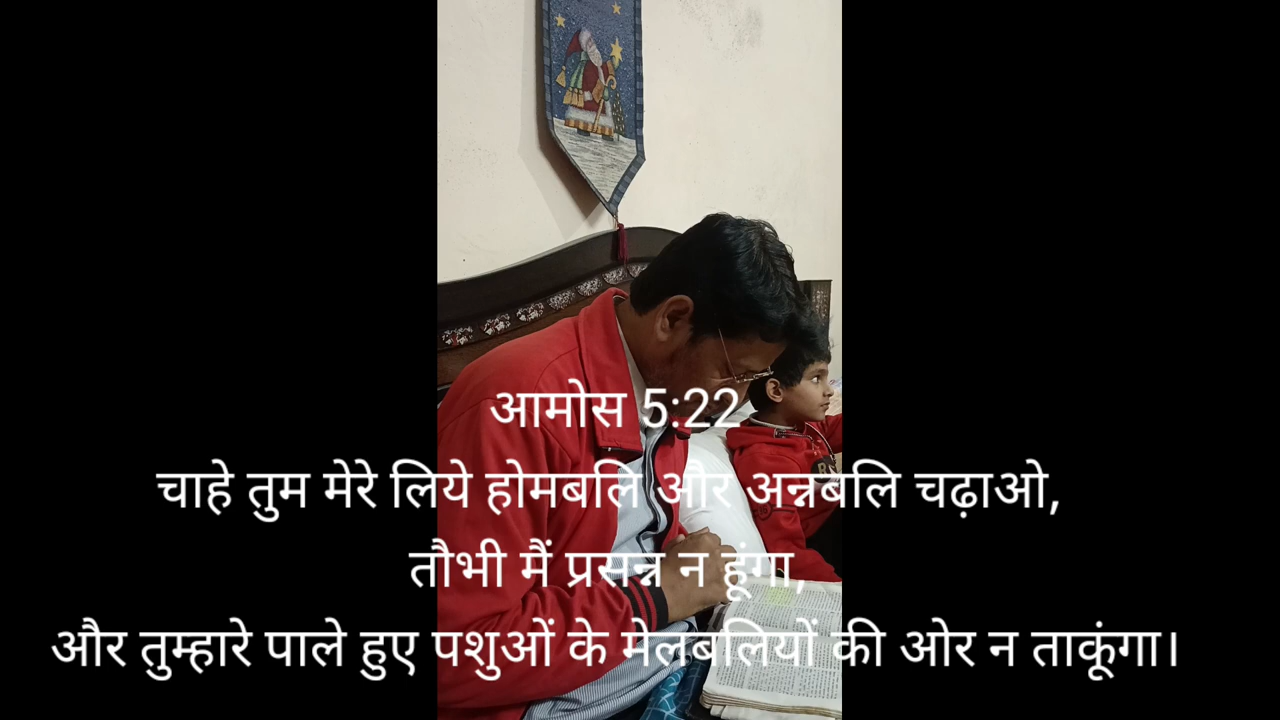 आमोस 5:22
चाहे तुम मेरे लिये होमबलि और अन्नबलि चढ़ाओ,
तौभी मैं प्रसन्न न हूंगा,
और तुम्हारे पाले हुए पशुओं के मेलबलियों की ओर न ताकूंगा।